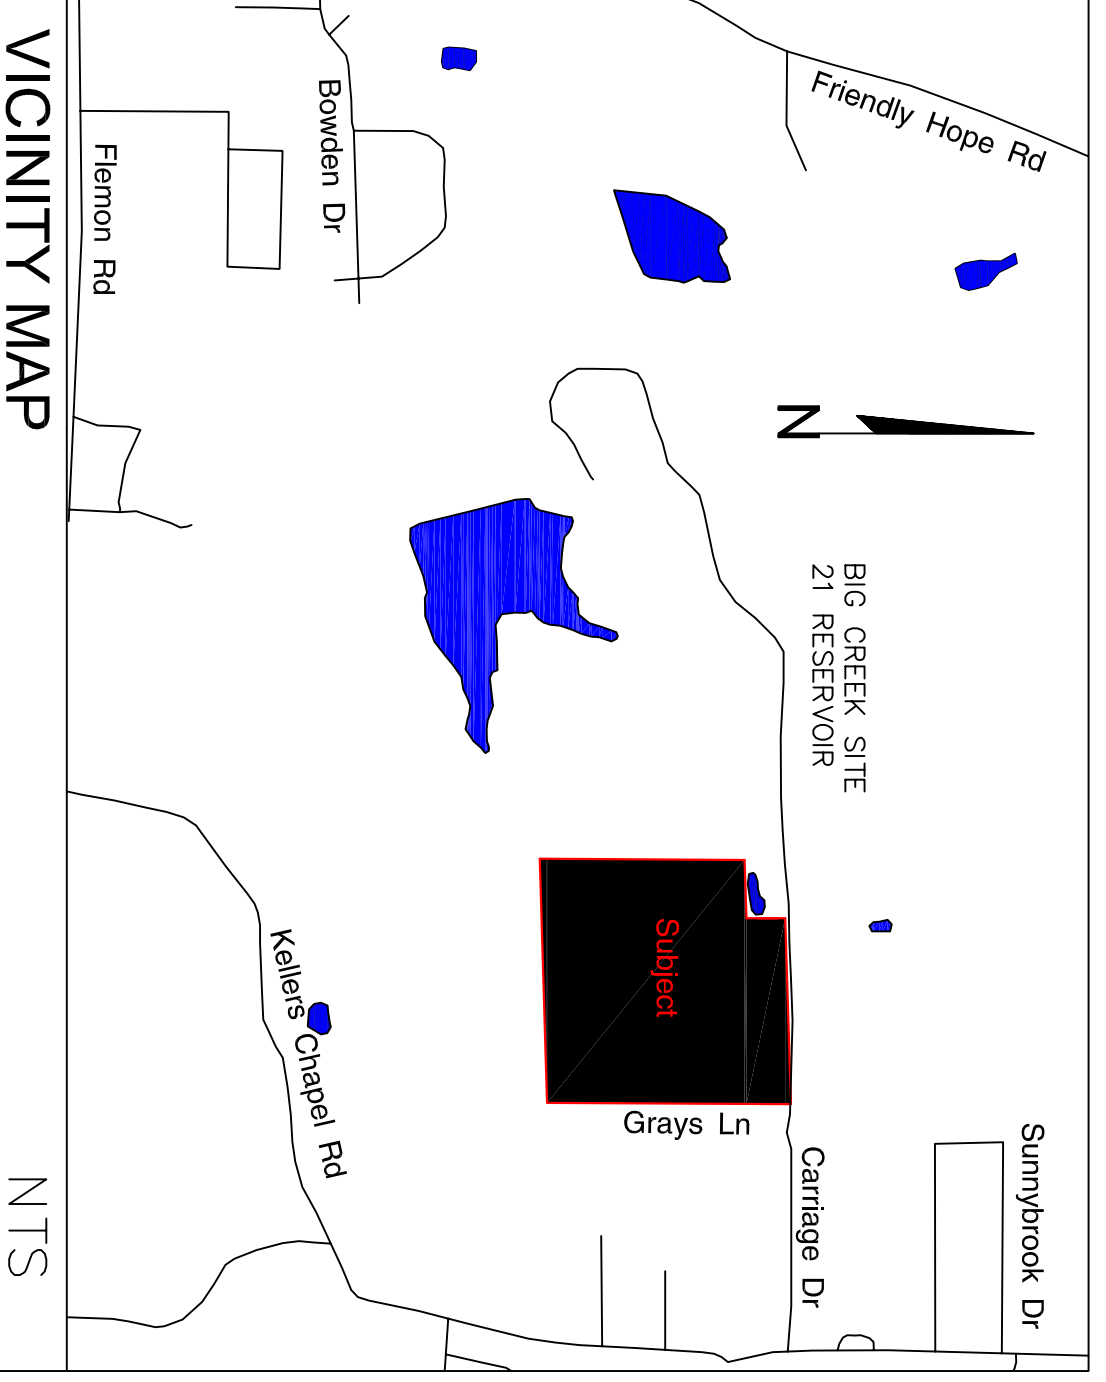 Friendly Hope Rd
Bowden Dr
Flemon Rd
N
BIG CREEK SITE
21 RESERVOIR
Subject
Grays Ln
Kellers Chapel Rd
Carriage Dr
Sunnybrook Dr
VICINITY MAP
NTS